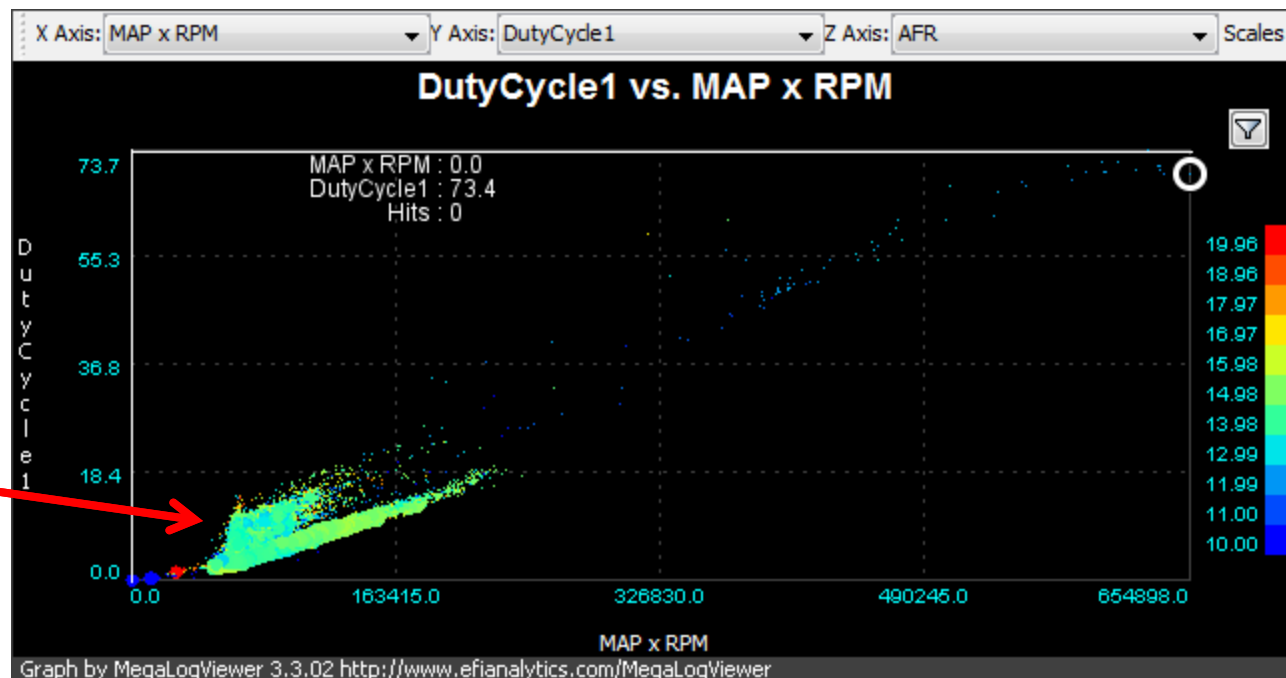 X Axis: MAP x RPM Y Axis: DutyCycle1 Z Axis: AFR Scales
DutyCycle1 vs. MAP x RPM
MAP x RPM : 0.0
DutyCycle1 : 73.4
Hits : 0
73.7
55.3
36.8
18.4
0.0
DutyCycle1
19.96
18.96
17.97
16.97
15.98
14.98
13.98
12.99
11.99
11.00
10.00
0.0 163415.0 326830.0 490245.0 654898.0
MAP x RPM
Graph by MegaLogViewer 3.3.02 http://www.efianalytics.com/MegaLogViewer